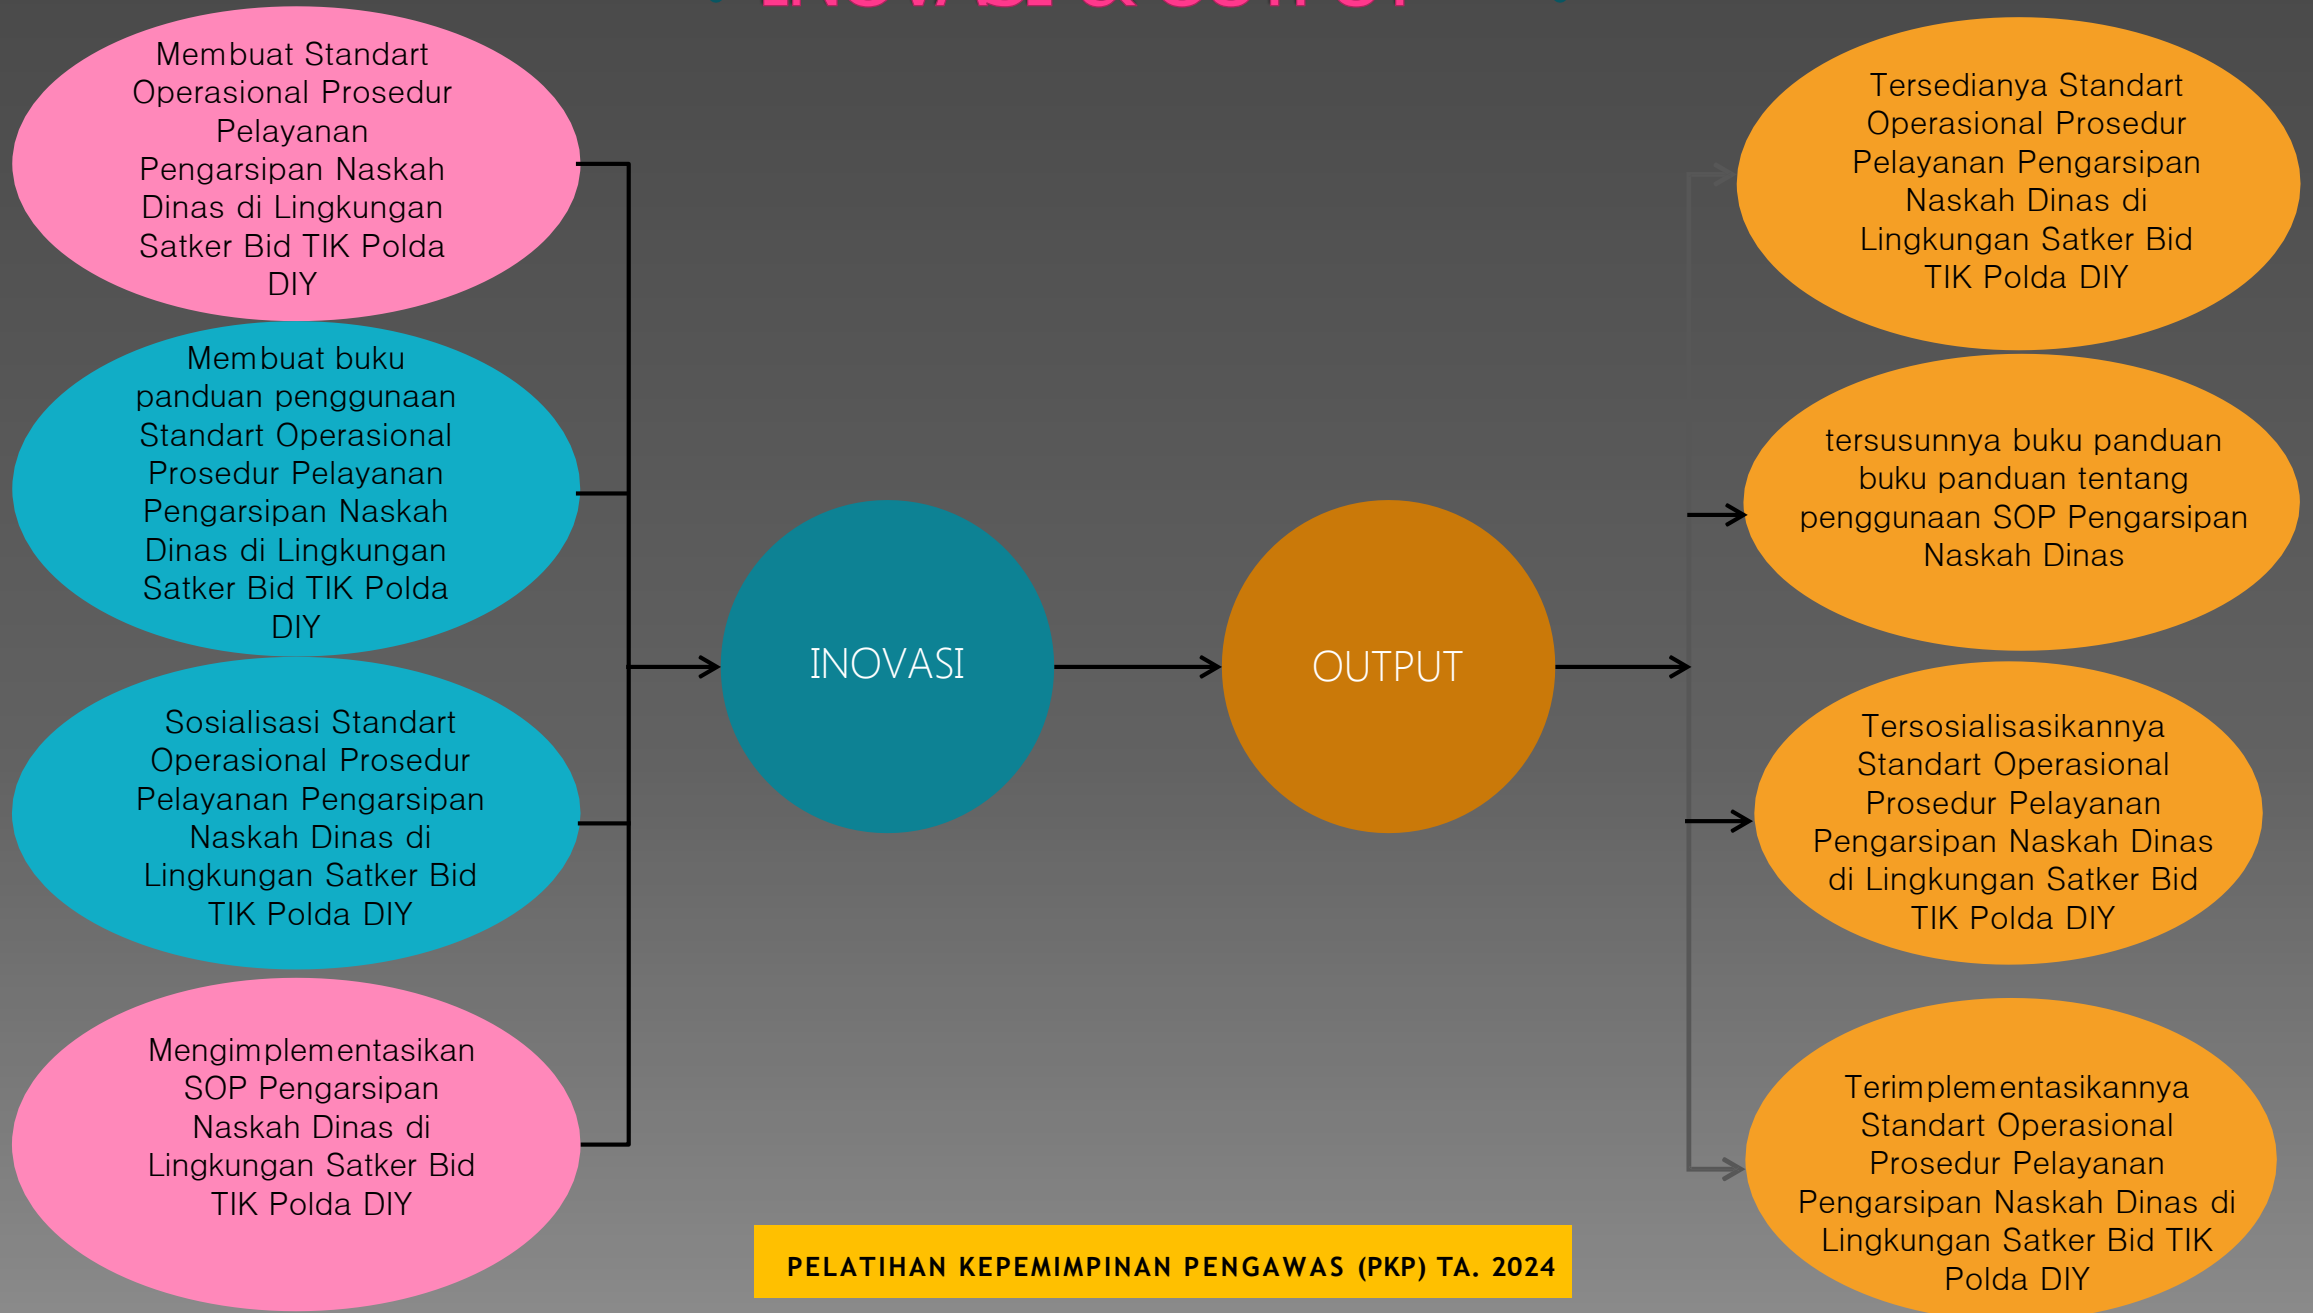 INOVASI & OUTPUT
Membuat Standart
Operasional Prosedur
Pelayanan
Pengarsipan Naskah
Dinas di Lingkungan
Satker Bid TIK Polda
DIY
Membuat buku
panduan penggunaan
Standart Operasional
Prosedur Pelayanan
Pengarsipan Naskah
Dinas di Lingkungan
Satker Bid TIK Polda
DIY
Sosialisasi Standart
Operasional Prosedur
Pelayanan Pengarsipan
Naskah Dinas di
Lingkungan Satker Bid
TIK Polda DIY
Mengimplementasikan
SOP Pengarsipan
Naskah Dinas di
Lingkungan Satker Bid
TIK Polda DIY
INOVASI
OUTPUT
Tersedianya Standart
Operasional Prosedur
Pelayanan Pengarsipan
Naskah Dinas di
Lingkungan Satker Bid
TIK Polda DIY
tersusunnya buku panduan
buku panduan tentang
penggunaan SOP Pengarsipan
Naskah Dinas
Tersosialisasikannya
Standart Operasional
Prosedur Pelayanan
Pengarsipan Naskah Dinas
di Lingkungan Satker Bid
TIK Polda DIY
Terimplementasikannya
Standart Operasional
Prosedur Pelayanan
Pengarsipan Naskah Dinas di
Lingkungan Satker Bid TIK
Polda DIY
PELATIHAN KEPEMIMPINAN PENGAWAS (PKP) TA. 2024